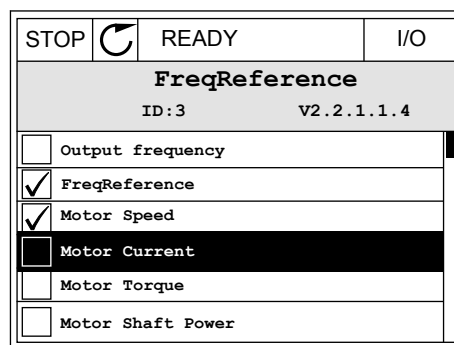 STOP READY I/O
FreqReference
ID:3 V2.2.1.1.4
Output frequency
FreqReference
Motor Speed
Motor Current
Motor Torque
Motor Shaft Power